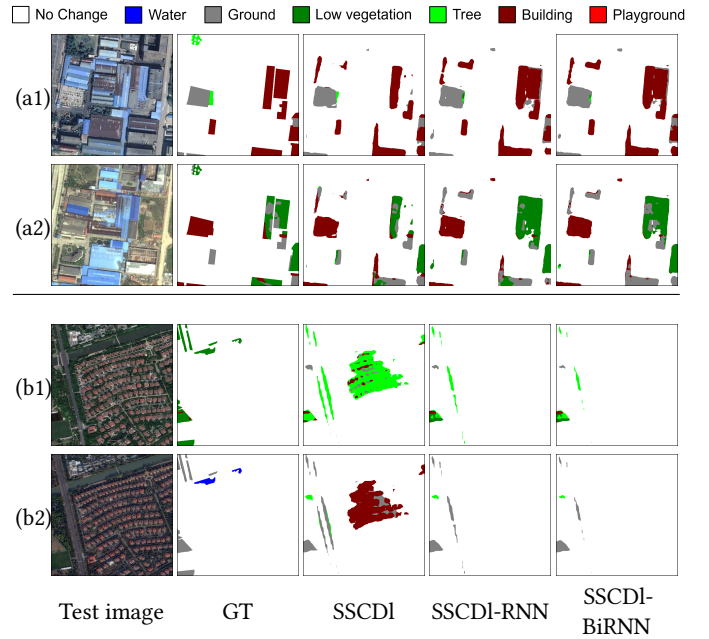 No Change Water Ground Low vegetation Tree Building Playground
(a1)
(a2)
(b1)
(b2)
Test image GT SSCDl SSCDl-RNN SSCDl-
BiRNN